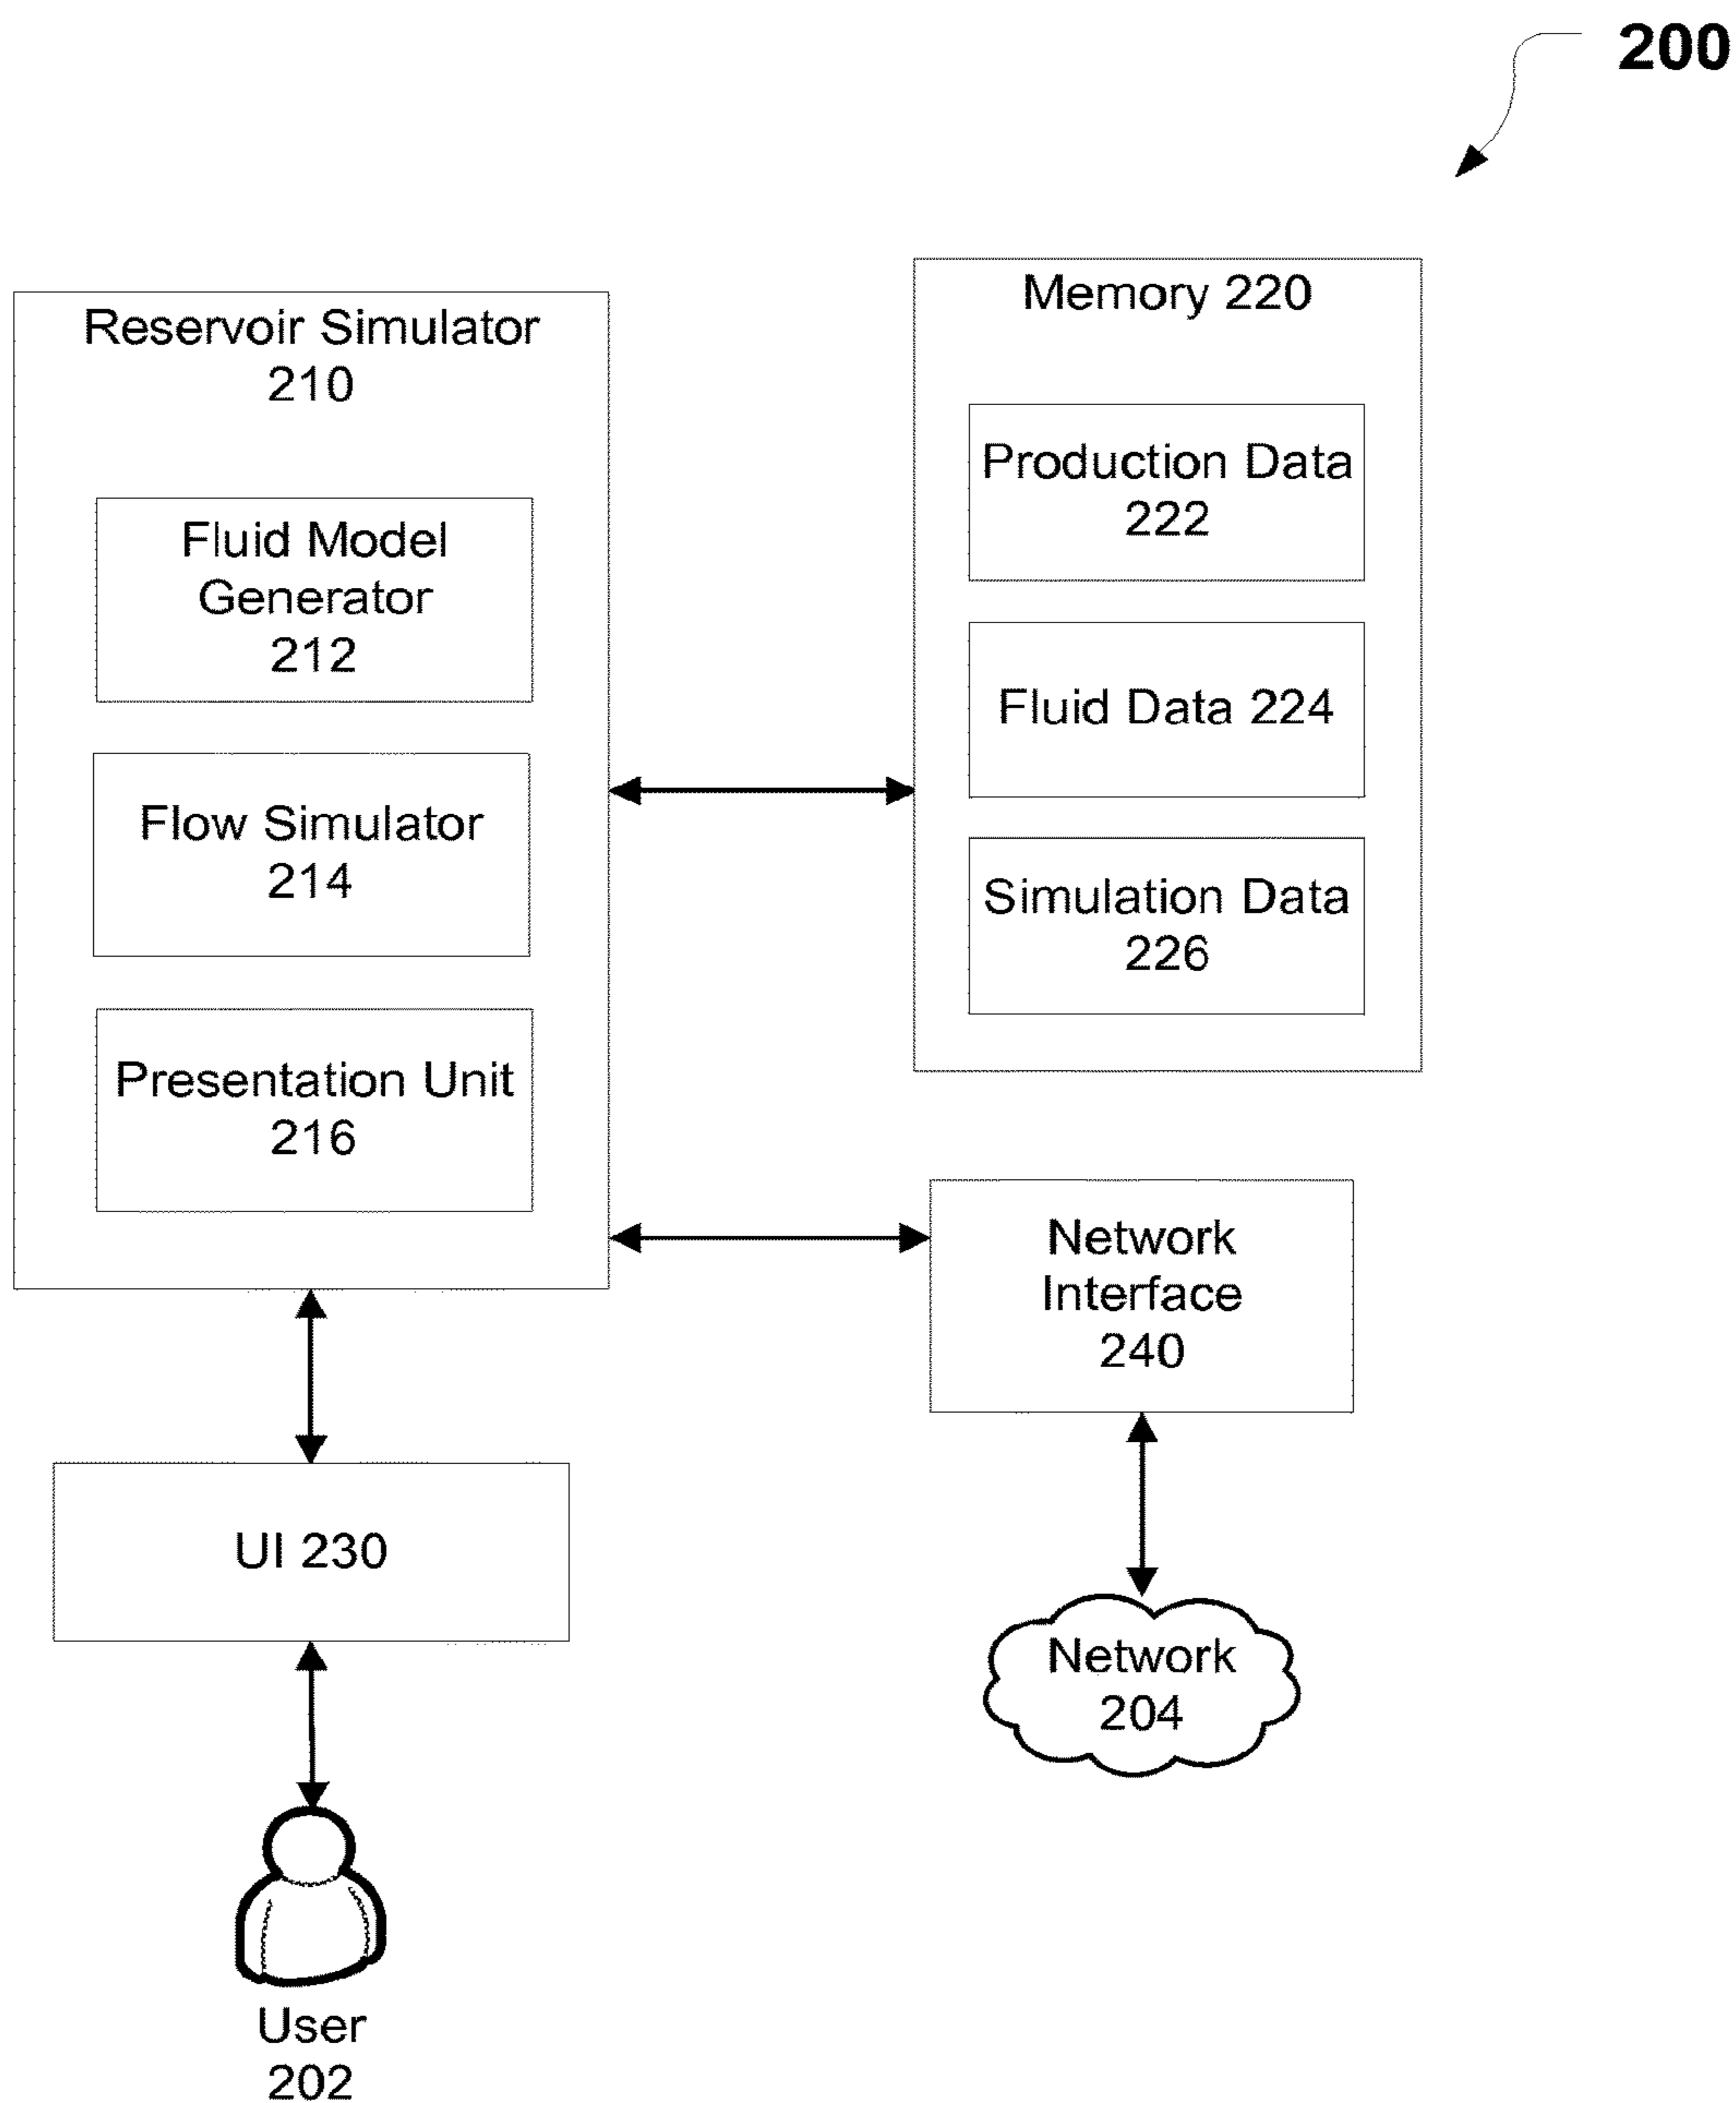 200
Reservoir Simulator
210
Fluid Model
Generator
212
Flow Simulator
214
Presentation Unit
216
Memory 220
Production Data
222
Fluid Data 224
Simulation Data
226
Network
Interface
240
UI 230
Network
204
User
202